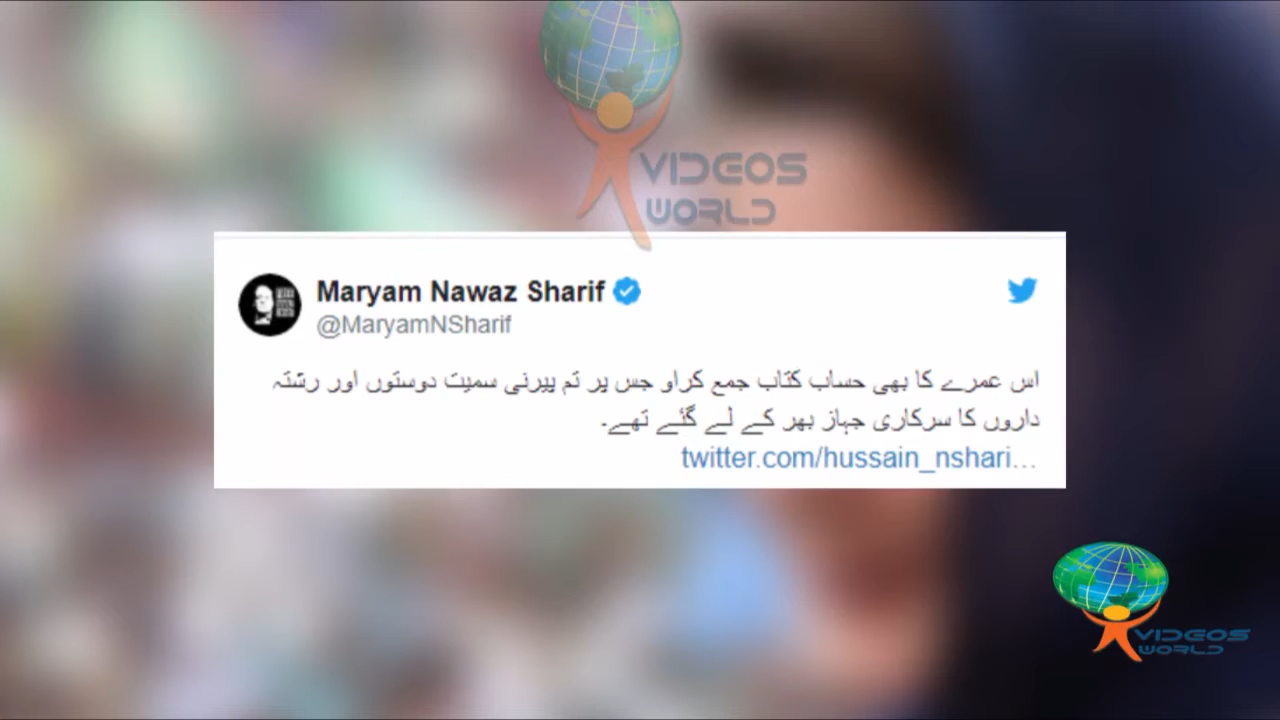 VIDEOS
WORLD
Maryam Nawaz Sharif
@MaryamNSharif
اس عمرے کا بھی حساب کتاب جمع کراو جس پر تم پیرنی سمیت دوستوں اور رشتہ
داروں کا سرکاری جہاز بھر کے لے گئے تھے۔
twitter.com/hussain_nshari…
VIDEOS
WORLD